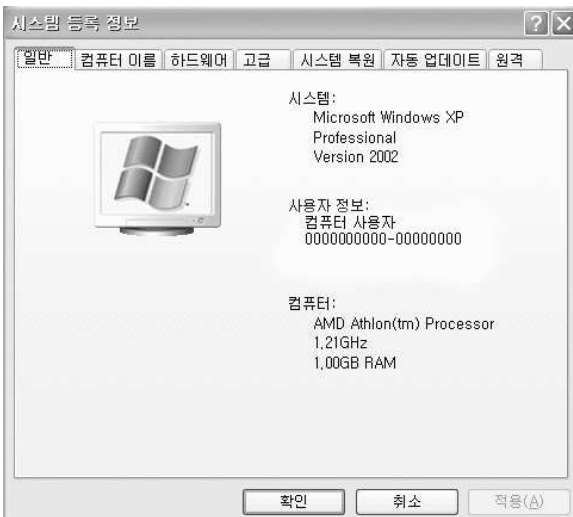 시스템 등록 정보
일반 컴퓨터 이름 하드웨어 고급 시스템 복원 자동 업데이트 원격
시스템:
Microsoft Windows XP
Professional
Version 2002
사용자 정보:
컴퓨터 사용자
0000000000-00000000
컴퓨터:
AMD Athlon(tm) Processor
1,21GHz
1,00GB RAM
확인 취소 적용(A)